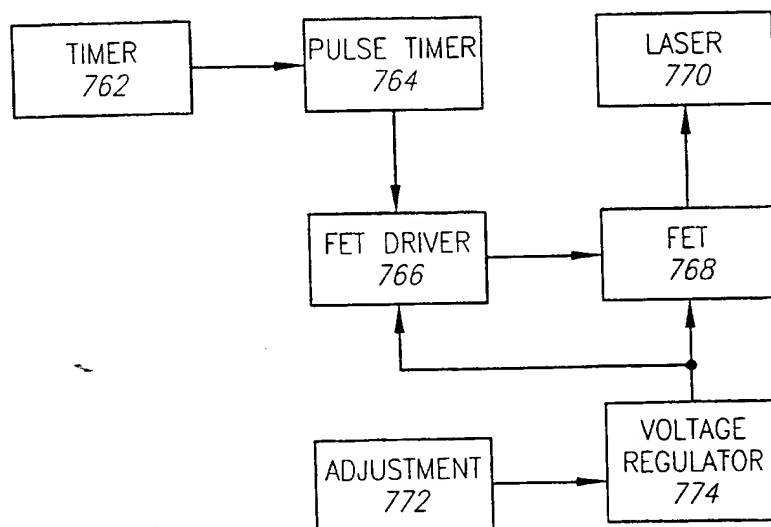 TIMER
762
PULSE TIMER
764
LASER
770
FET DRIVER
766
FET
768
ADJUSTMENT
772
VOLTAGE
REGULATOR
774